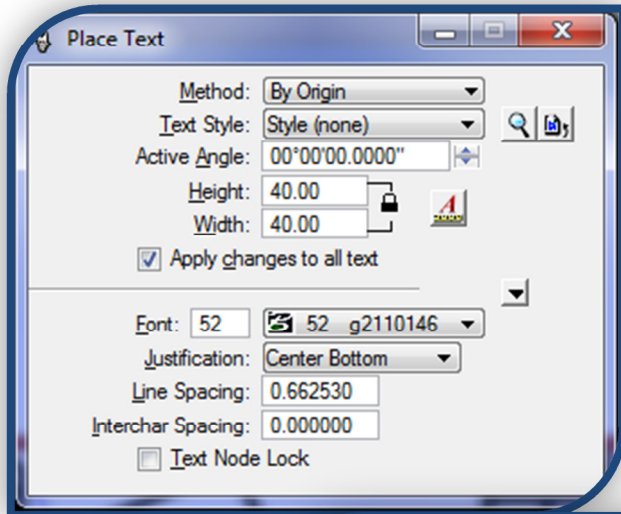 Place Text
Method: By Origin
Text Style: Style (none)
Active Angle: 00°00'00.0000"
Height: 40.00
Width: 40.00
Apply changes to all text
Font: 52 52 g2110146
Justification: Center Bottom
Line Spacing: 0.662530
Interchar Spacing: 0.000000
Text Node Lock